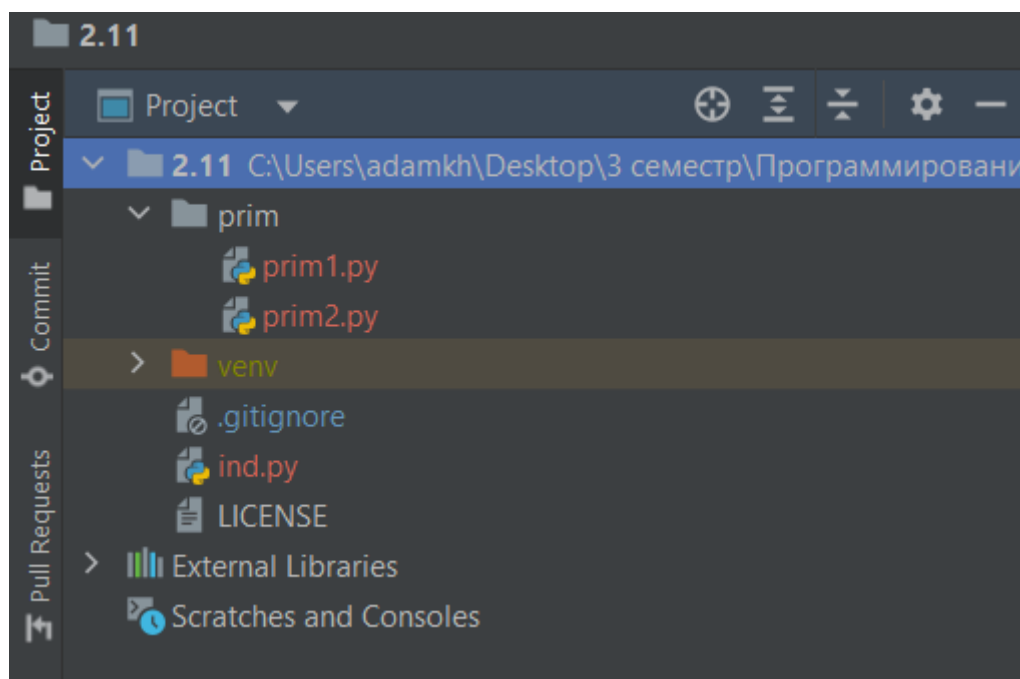 2.11
Project
Project
2.11 C:\Users\adamkh\Desktop\3 семестр\Программировани
prim
prim1.py
prim2.py
Commit
venv
.gitignore
ind.py
Pull Requests
LICENSE
External Libraries
Scratches and Consoles